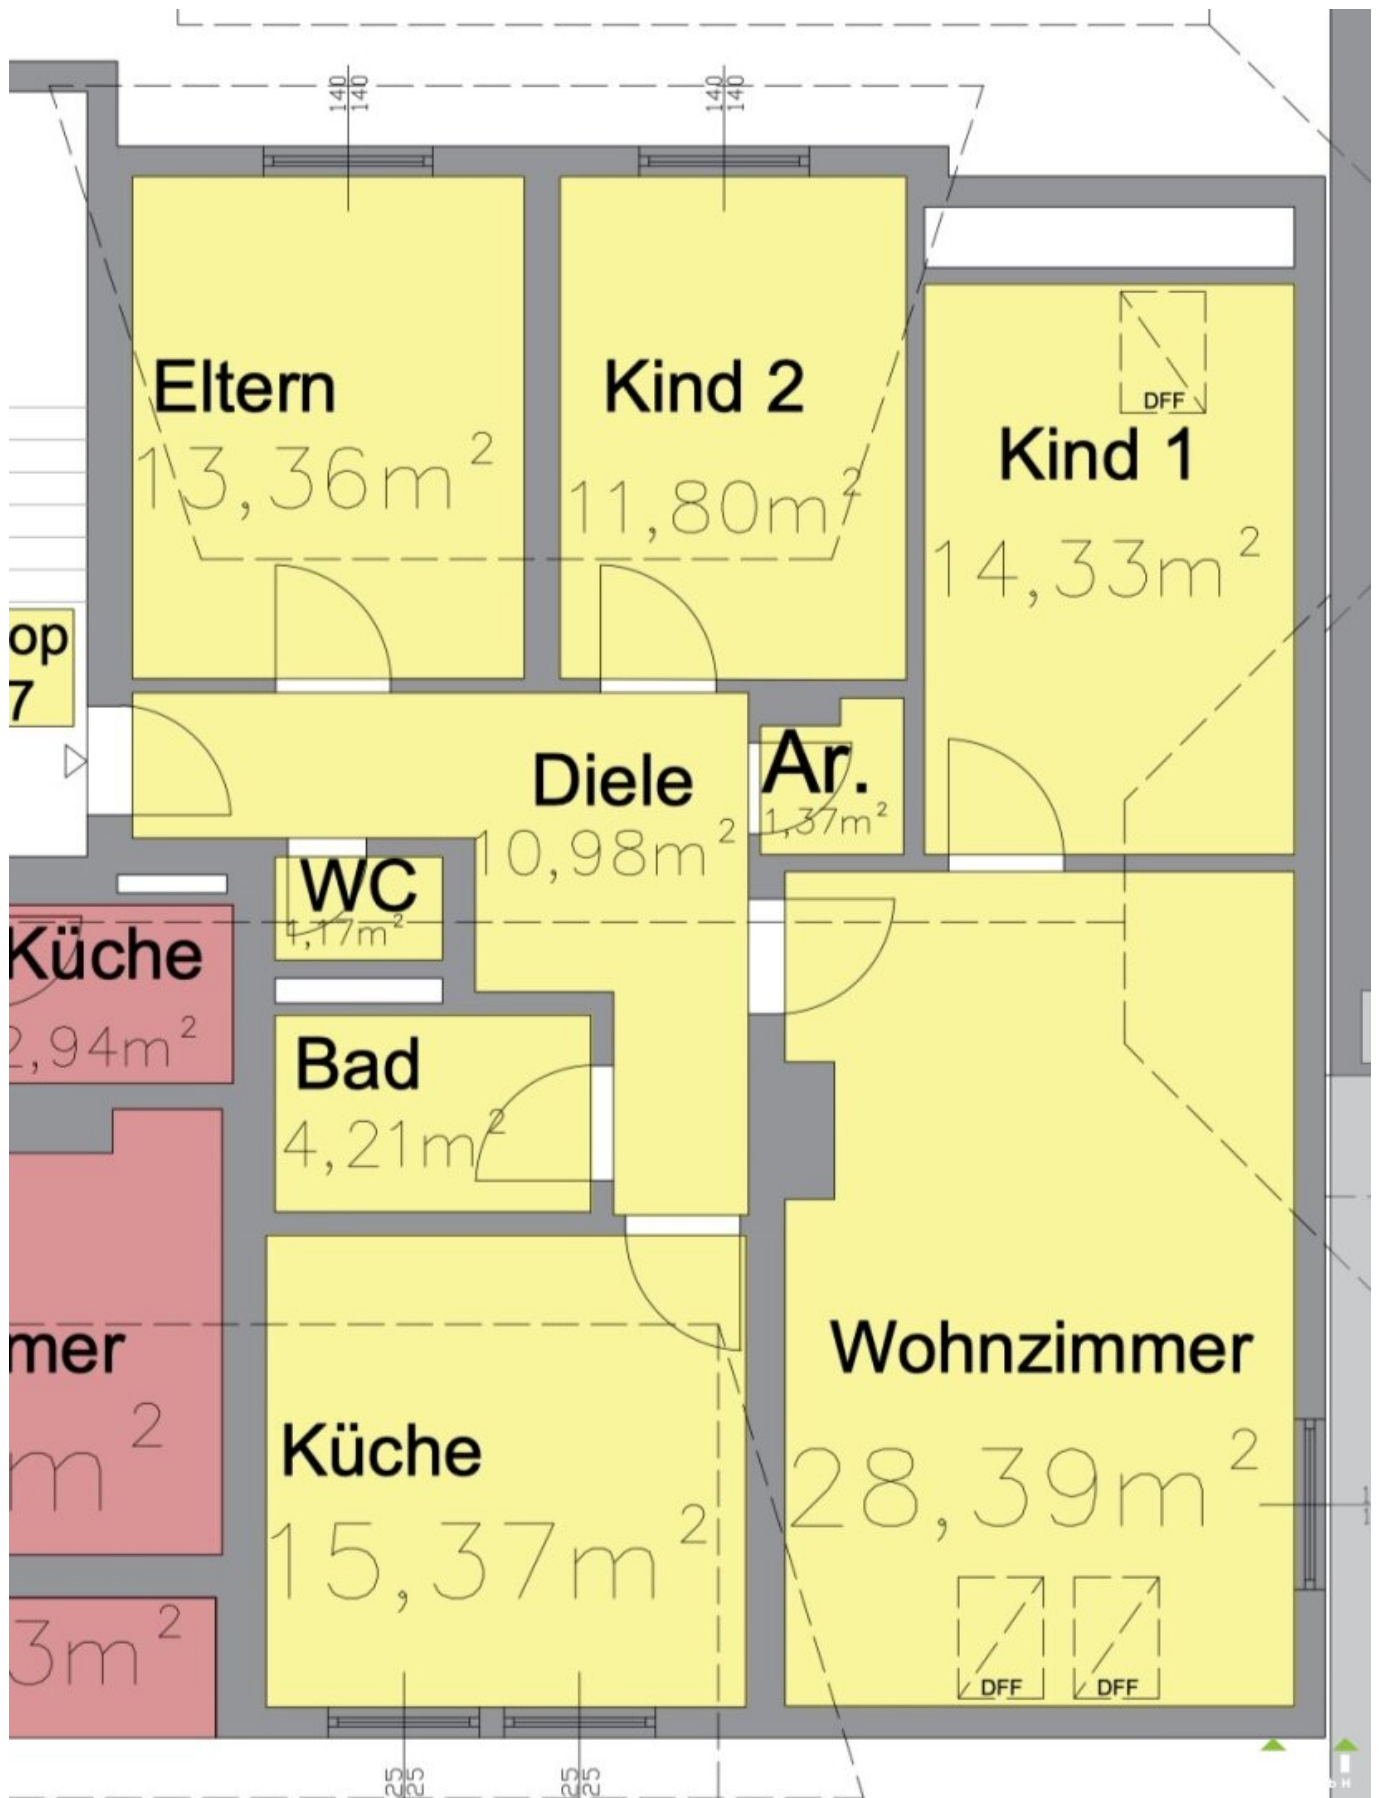 140
140
140
140
Eltern
13,36m²
Kind 2
11,80m²
DFF
Kind 1
14,33m²
op
7
Diele
10,98m²
Ar.
1,37m²
WC
1,17m²
Küche
2,94m²
Bad
4,21m²
mer
m²
Wohnzimmer
28,39m²
Küche
15,37m²
3m²
DFF
DFF
25
25
25
25
b H